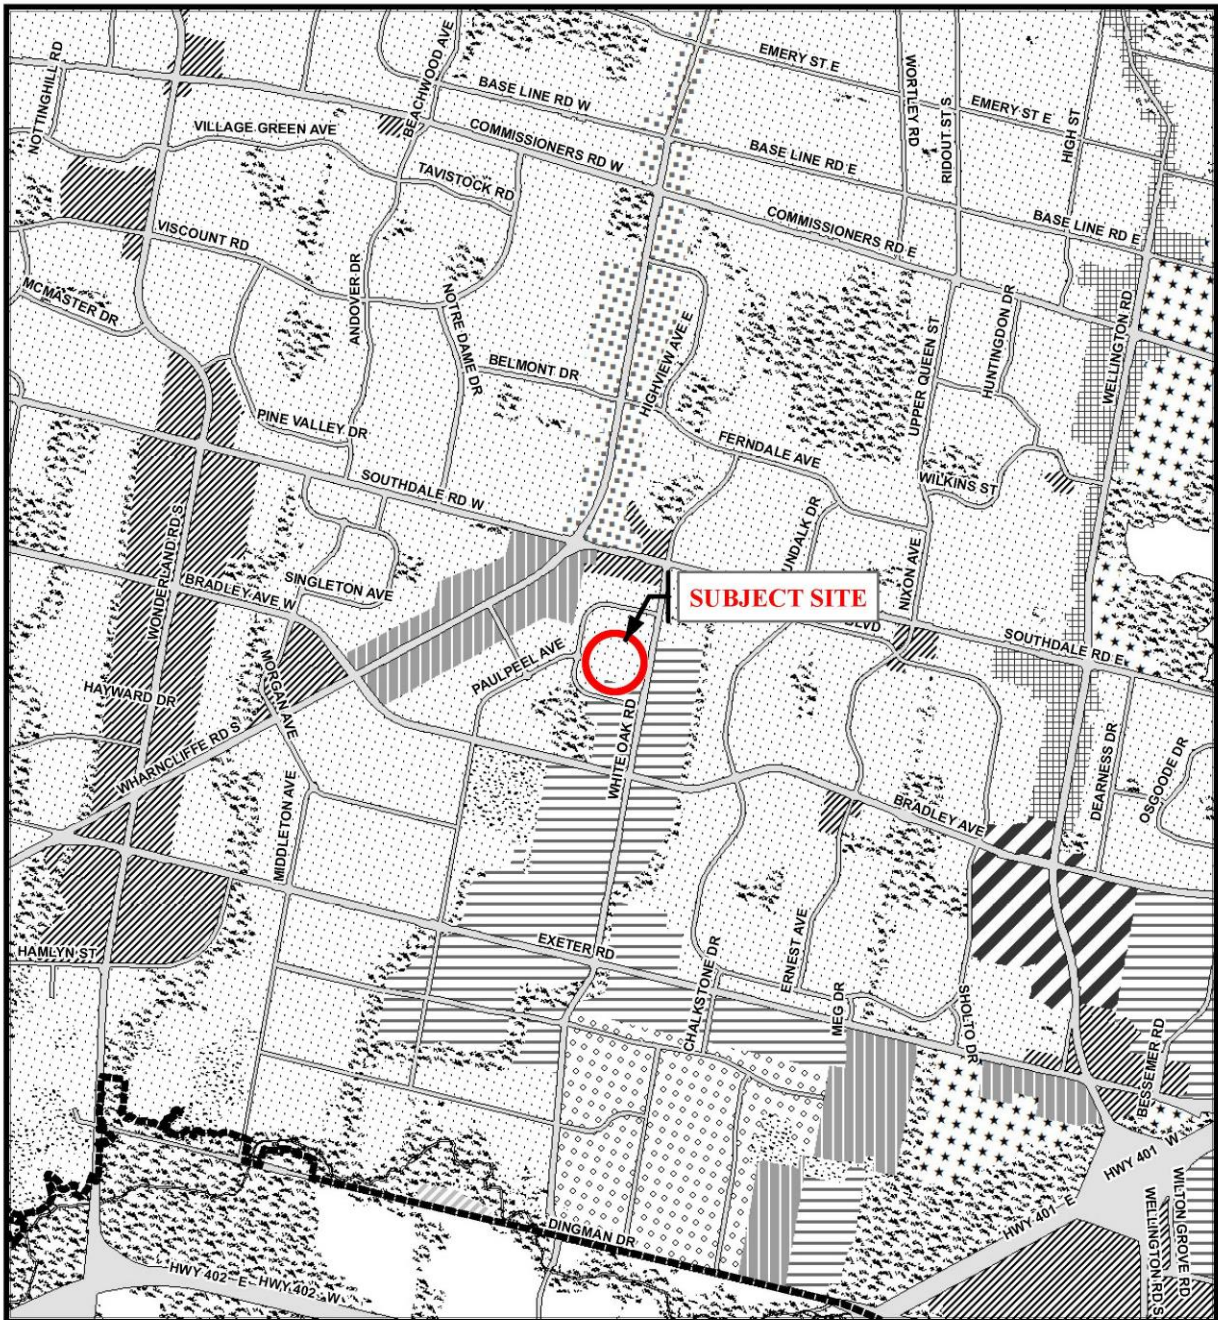 NOTTINGHILL RD
BEACHWOOD AVE
EMERY ST E
WORTLEY RD
RIDOUT ST S
EMERY ST E
HIGH ST
BASE LINE RD W
VILLAGE GREEN AVE
COMMISSIONERS RD W
BASE LINE RD E
TAVISTOCK RD
COMMISSIONERS RD E
BASE LINE RD E
VISCOUNT RD
MCMASTER DR
ANDOVER DR
NOTRE DAME DR
HIGHVIEW AVE E
UPPER QUEEN ST
HUNTINGDON DR
WELLINGTON RD
BELMONT DR
PINE VALLEY DR
FERNDALE AVE
WILKINS ST
SOUTHDALE RD W
WONDERLAND RD S
UNDALK DR
NIXON AVE
BRADLEY AVE W
SINGLETON AVE
SUBJECT SITE
BLVD
SOUTHDALE RD E
PAULPEEL AVE
HAYWARD DR
MORGAN AVE
WHARNCLIFFE RD S
WHITE OAK RD
DEARNESS DR
OSGOODE DR
MIDDLETON AVE
BRADLEY AVE
HAMLYN ST
EXETER RD
CHALKSTONE DR
ERNEST AVE
MEG DR
SHOLTO DR
BESSEMER RD
HWY 401 W
HWY 401 E
DINGMAN DR
HWY 402 E
HWY 402 W
WELLINGTON RD S
WILTON GROVE RD